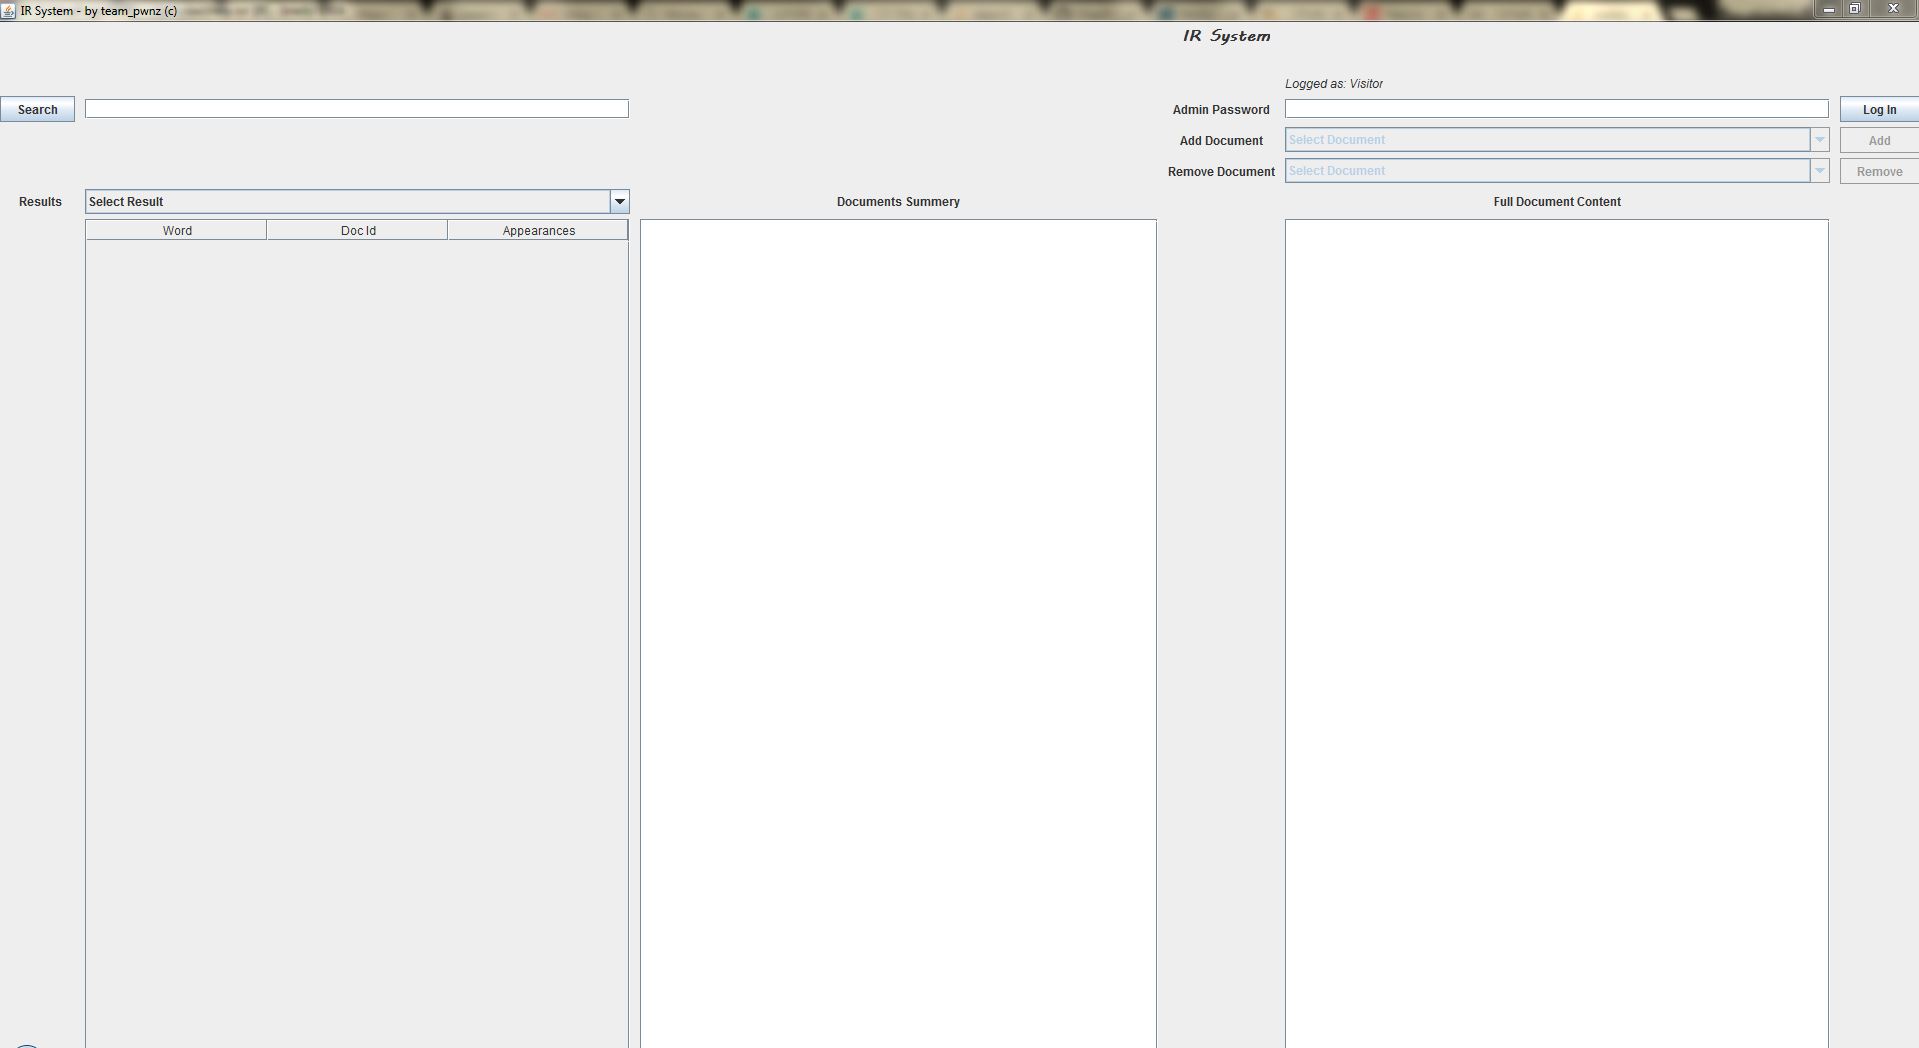 IR System - by team_pwnz (c)
IR System
Logged as: Visitor
Search
Admin Password
Log In
Add Document
Select Document
Add
Remove Document
Select Document
Remove
Results
Select Result
Documents Summery
Full Document Content
Word
Doc Id
Appearances